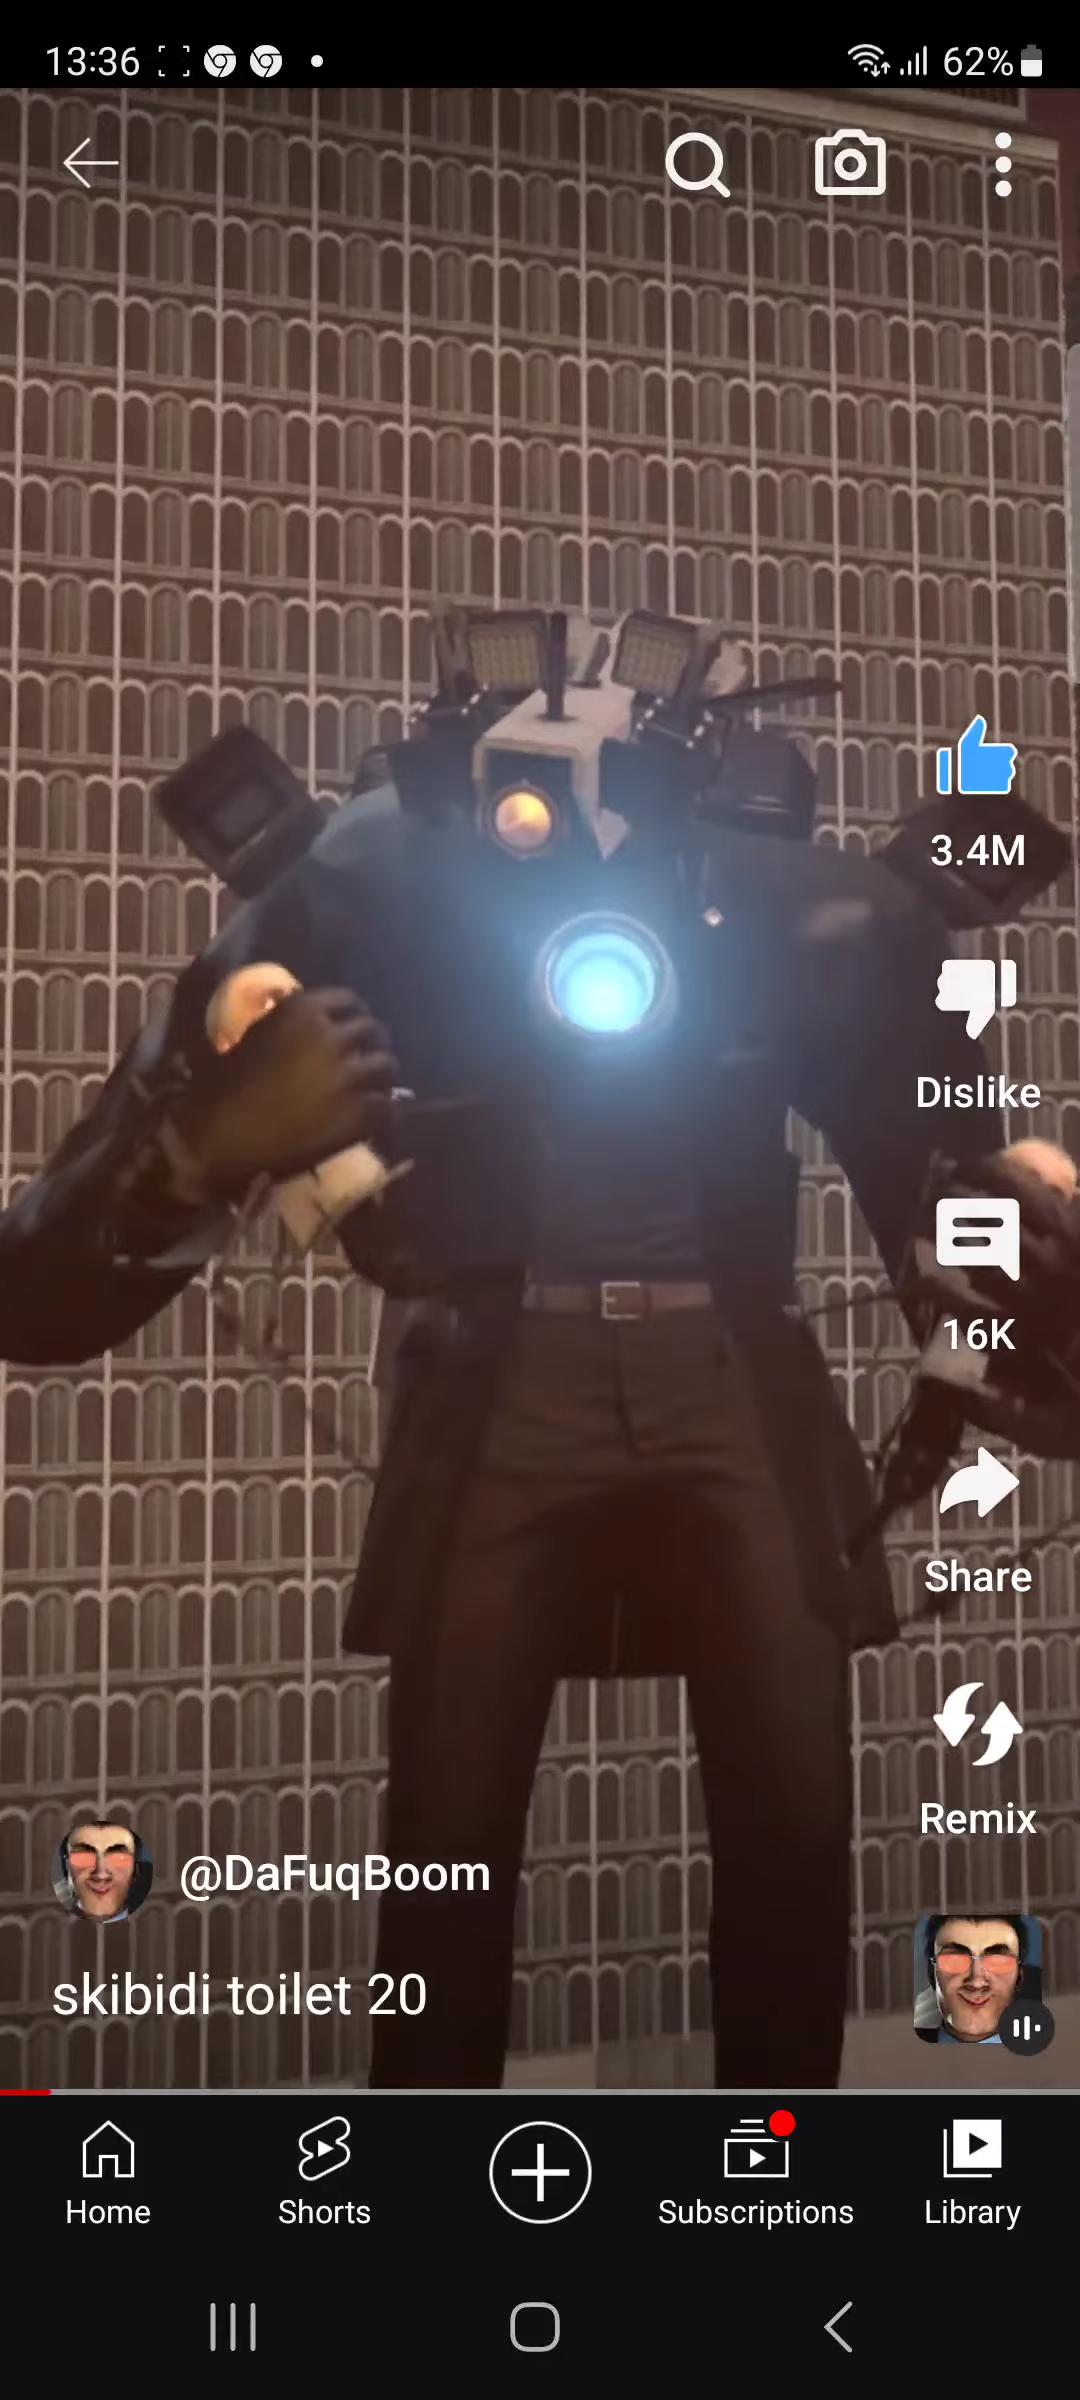 13:36
62%
3.4M
Dislike
16K
Share
Remix
@DaFuqBoom
skibidi toilet 20
Home
Shorts
Subscriptions
Library